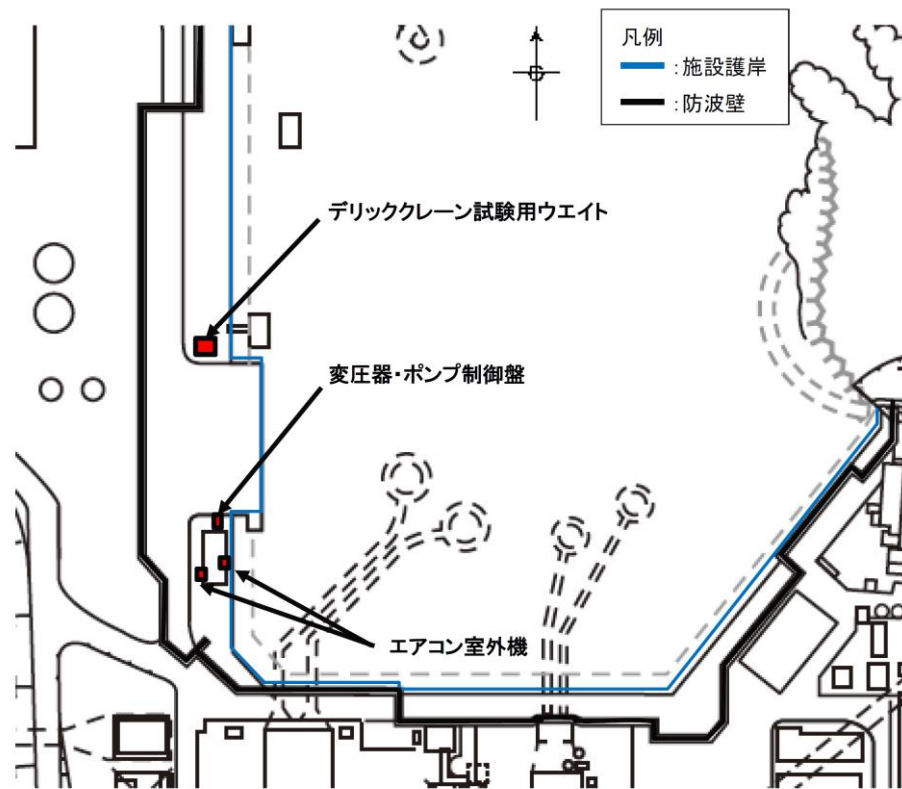 凡例
:施設護岸
:防波壁
デリッククレーン試験用ウエイト
変圧器・ポンプ制御盤
エアコン室外機